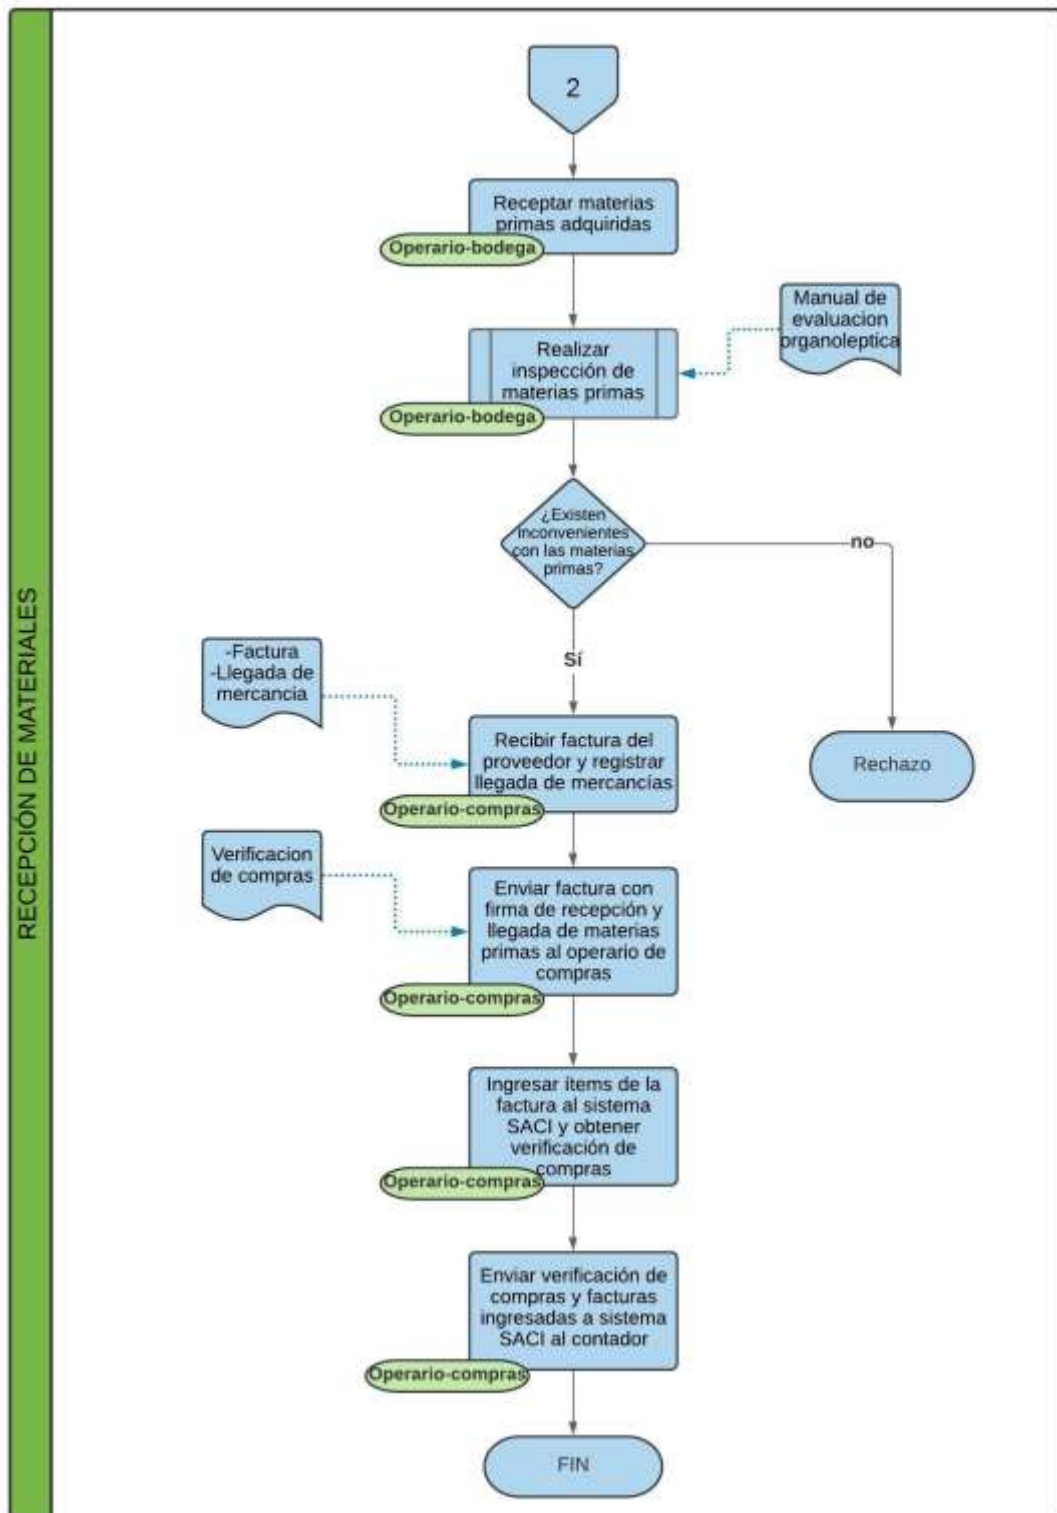 RECEPCIÓN DE MATERIALES
2
Receptar materias
primas adquiridas
Operario-bodega
Manual de
evaluacion
organoleptica
Realizar
inspección de
materias primas
Operario-bodega
¿Existen
inconvenientes
con las materias
primas?
no
Sí
-Factura
-Llegada de
mercancia
Recibir factura del
proveedor y registrar
llegada de mercancías
Operario-compras
Rechazo
Verificacion
de compras
Enviar factura con
firma de recepción y
llegada de materias
primas al operario de
compras
Operario-compras
Ingresar ítems de la
factura al sistema
SACI y obtener
verificación de
compras
Operario-compras
Enviar verificación de
compras y facturas
ingresadas a sistema
SACI al contador
Operario-compras
FIN